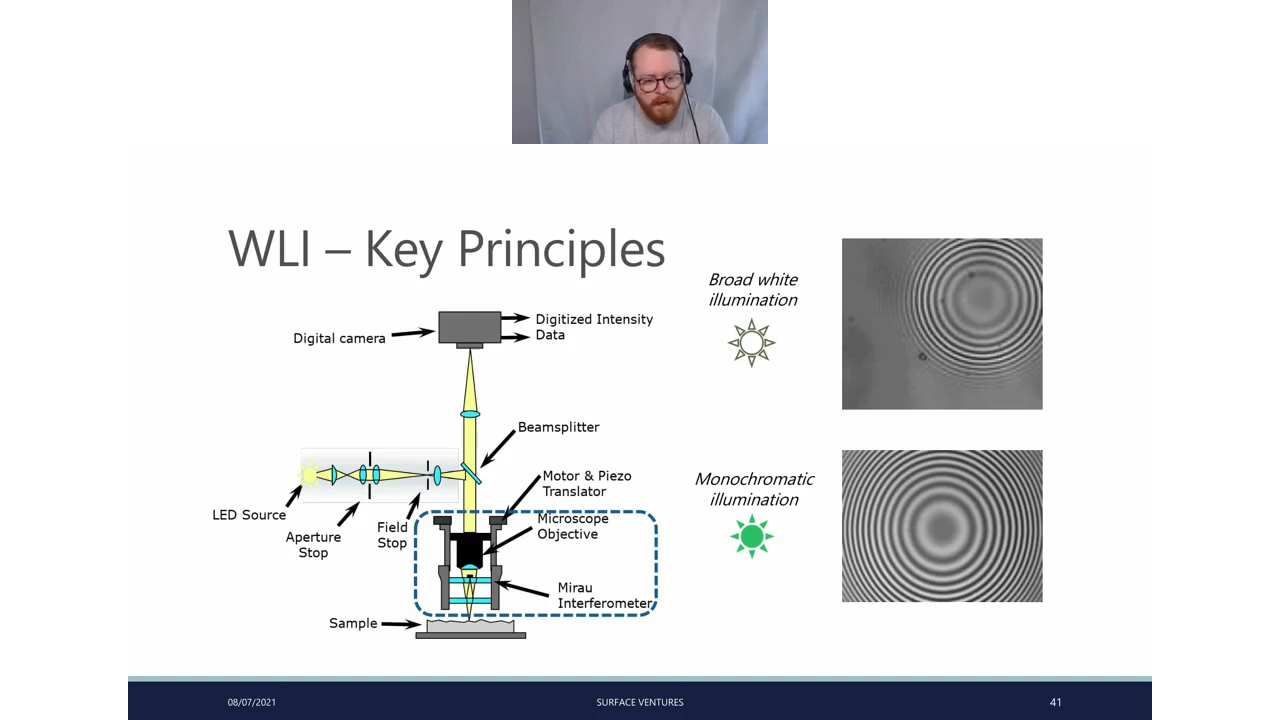 WLI – Key Principles
Broad white
illumination
Digital camera
Digitized Intensity
Data
Beamsplitter
Motor & Piezo
Translator
Monochromatic
illumination
LED Source
Aperture
Stop
Field
Stop
Microscope
Objective
Mirau
Interferometer
Sample
08/07/2021
SURFACE VENTURES
41